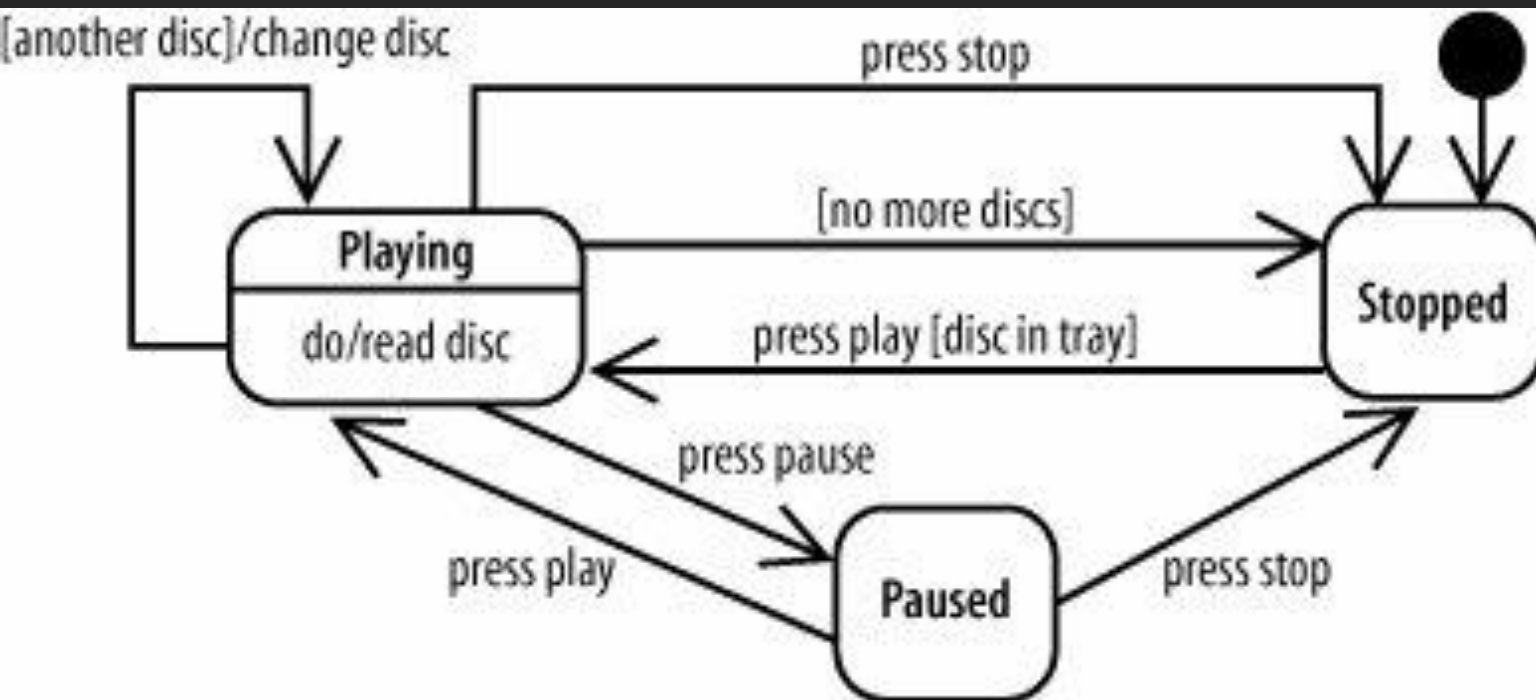 [another disc]/change disc
press stop
[no more discs]
Playing
do/read disc
Stopped
press play [disc in tray]
press pause
press play
Paused
press stop